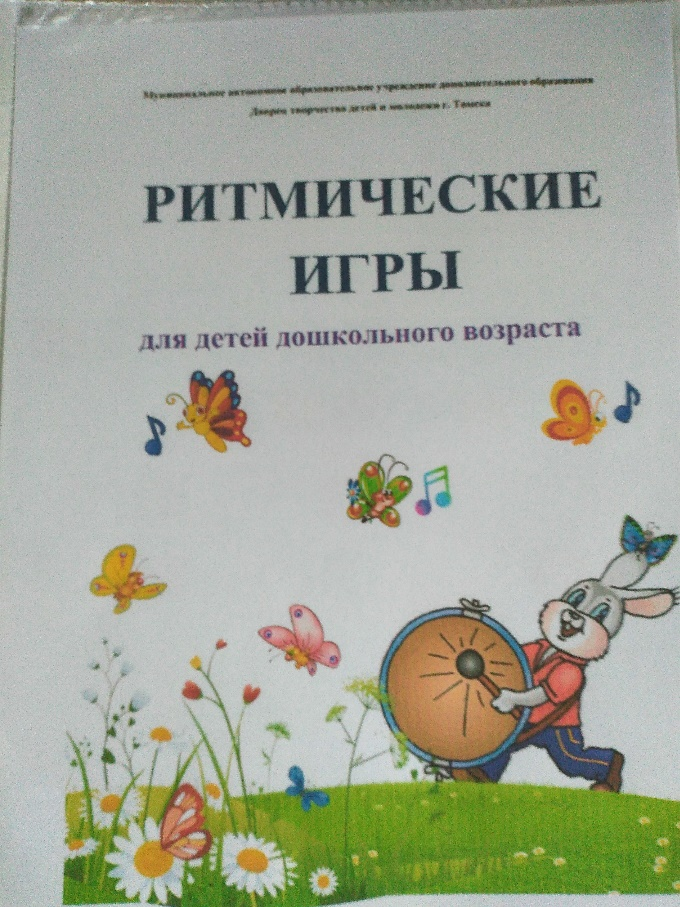 Муниципальное автономное образовательное учреждение дополнительного образования
Дворец творчества детей и молодежи г. Томска
РИТМИЧЕСКИЕ
ИГРЫ
для детей дошкольного возраста